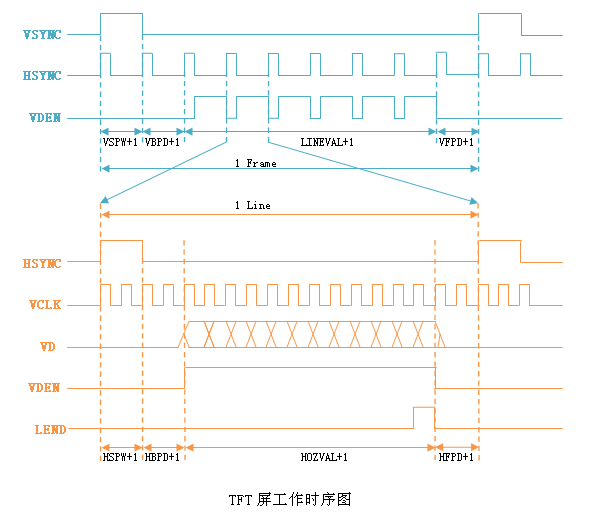 VSYNC
HSYNC
VDEN
VSPW+1 VBPD+1 LINEVAL+1 VFPD+1
1 Frame
1 Line
HSYNC
VCLK
VD
VDEN
LEND
HSPW+1 HBPD+1 HOZVAL+1 HFPD+1
TFT 屏工作时序图